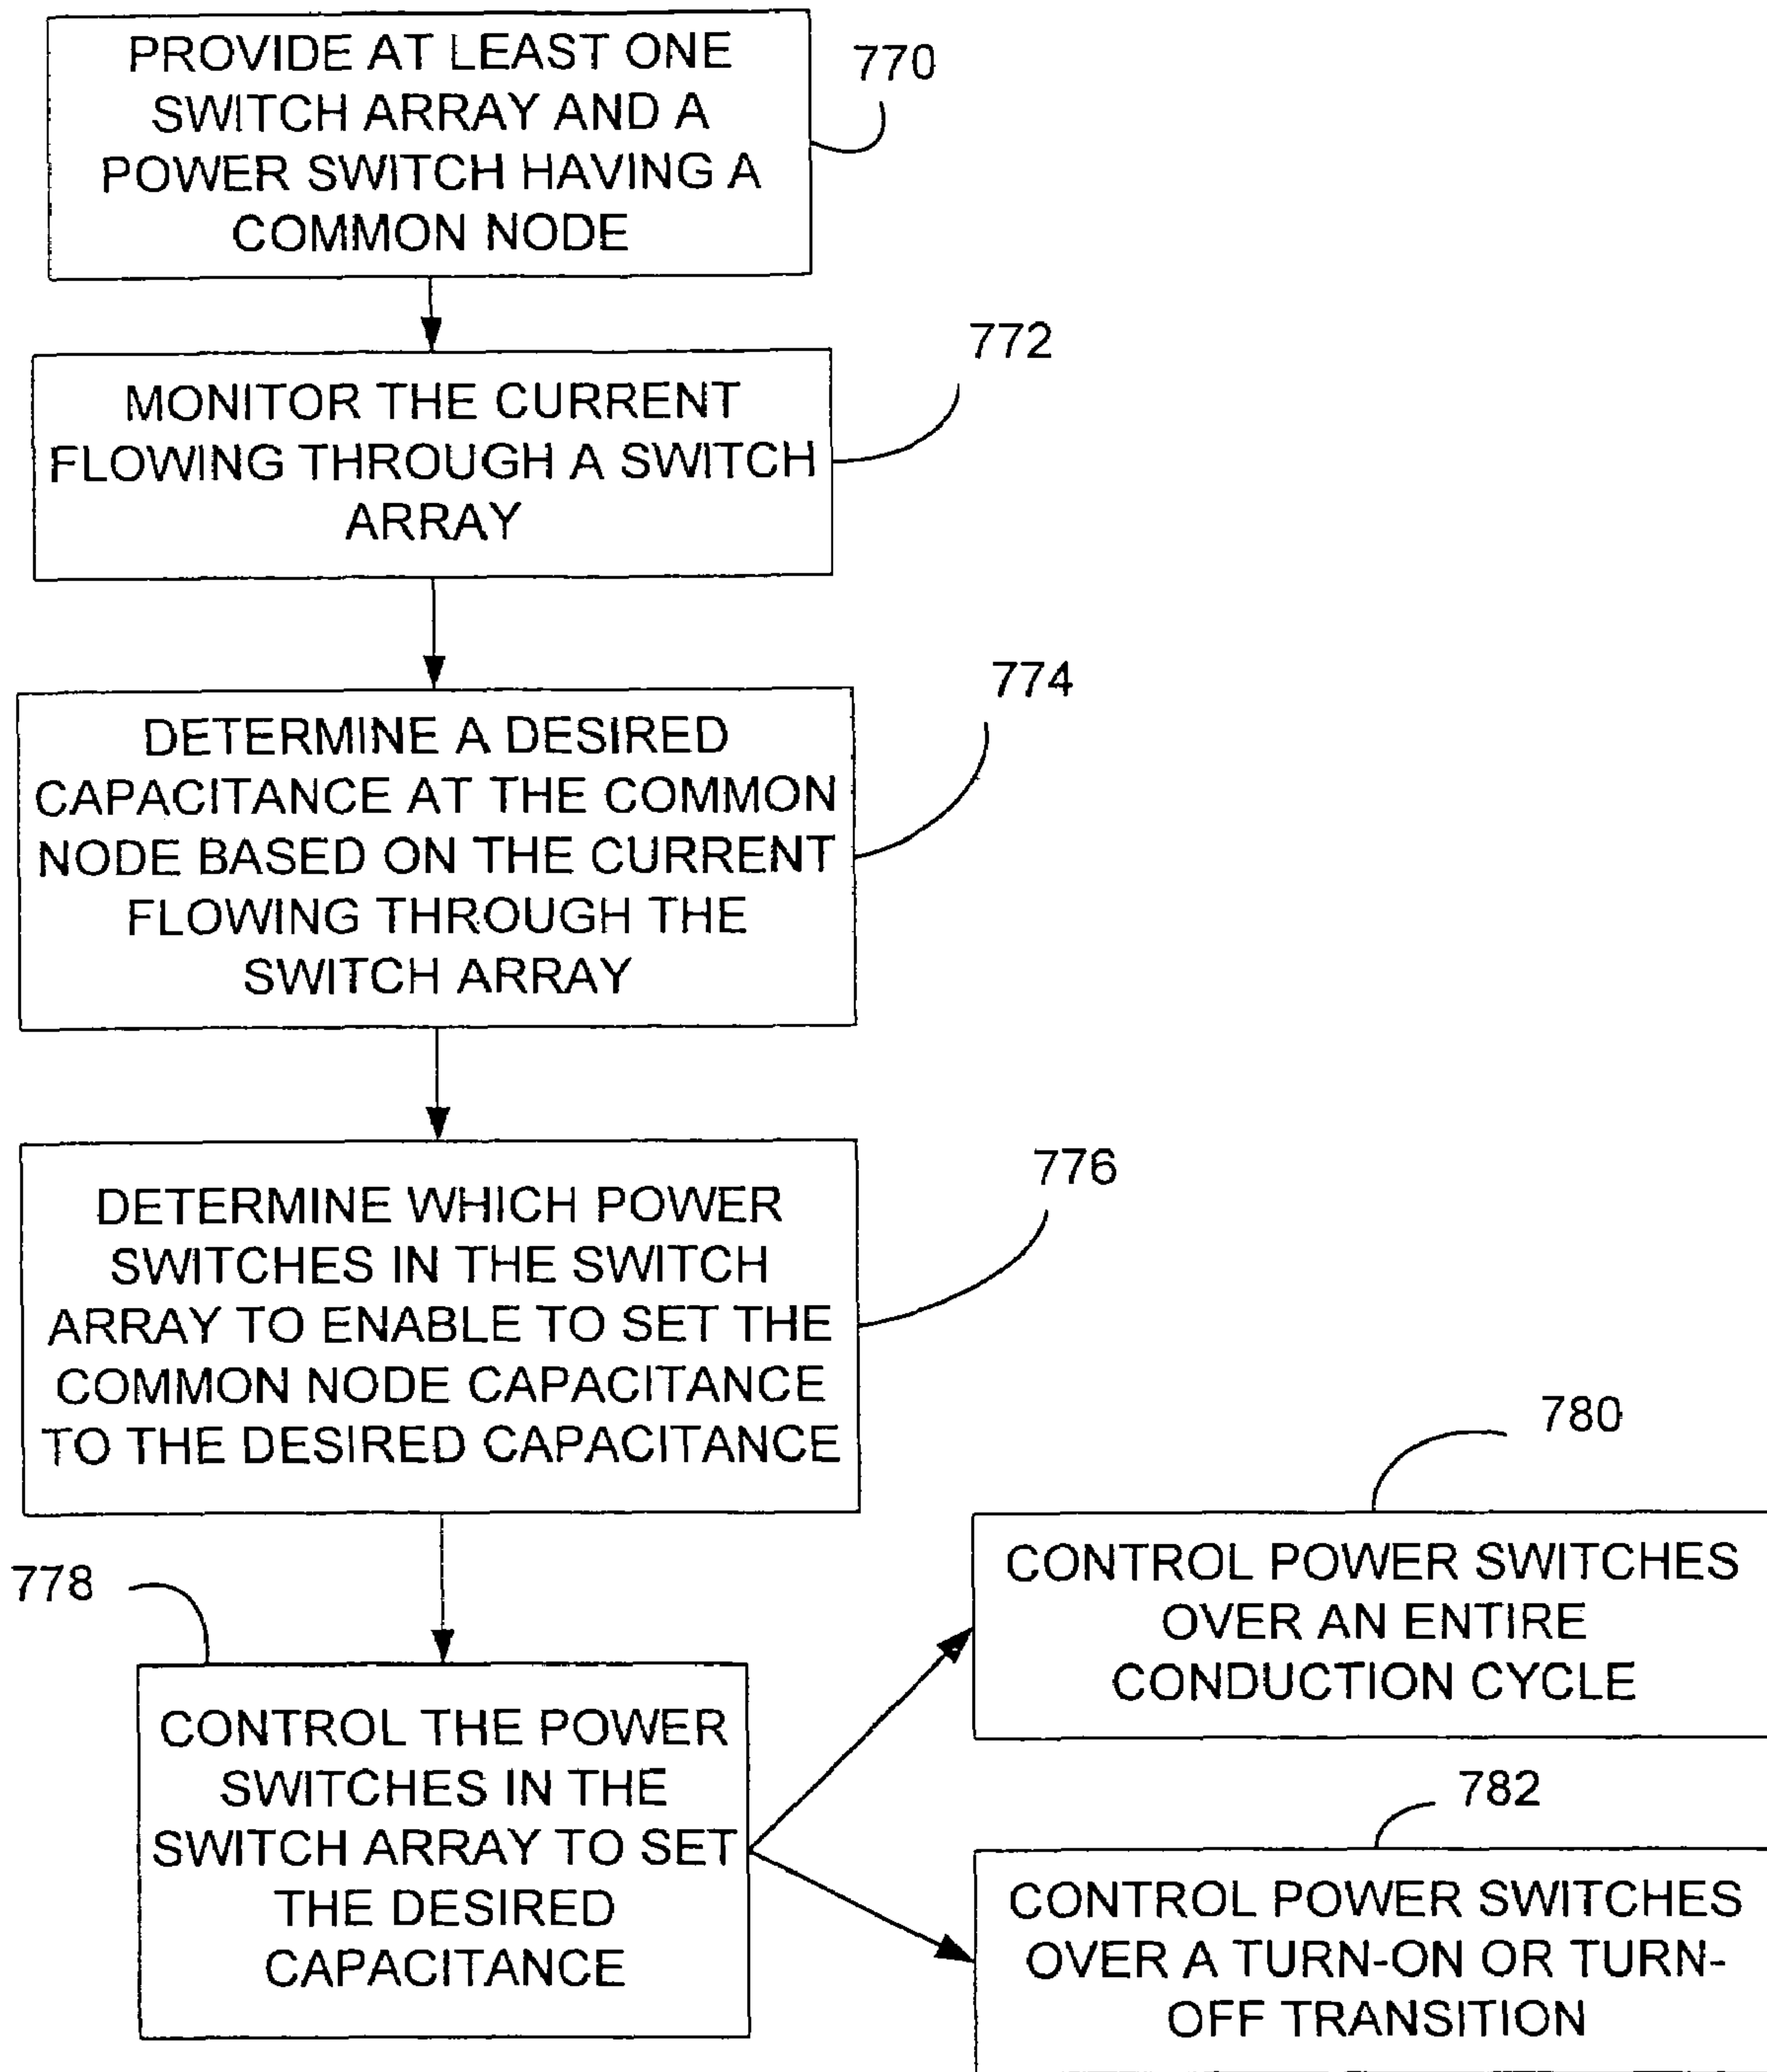 PROVIDE AT LEAST ONE
SWITCH ARRAY AND A
POWER SWITCH HAVING A
COMMON NODE
770
MONITOR THE CURRENT
FLOWING THROUGH A SWITCH
ARRAY
772
DETERMINE A DESIRED
CAPACITANCE AT THE COMMON
NODE BASED ON THE CURRENT
FLOWING THROUGH THE
SWITCH ARRAY
774
DETERMINE WHICH POWER
SWITCHES IN THE SWITCH
ARRAY TO ENABLE TO SET THE
COMMON NODE CAPACITANCE
TO THE DESIRED CAPACITANCE
776
778
CONTROL THE POWER
SWITCHES IN THE
SWITCH ARRAY TO SET
THE DESIRED
CAPACITANCE
780
CONTROL POWER SWITCHES
OVER AN ENTIRE
CONDUCTION CYCLE
782
CONTROL POWER SWITCHES
OVER A TURN-ON OR TURN-
OFF TRANSITION